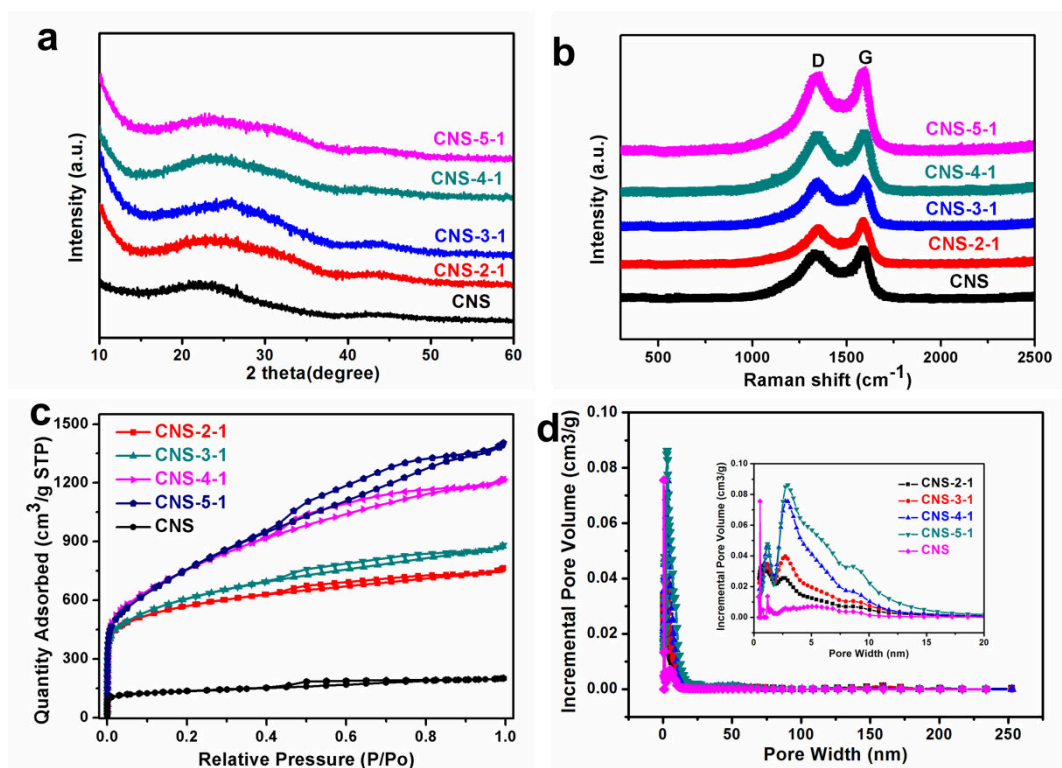 a
CNS-5-1
CNS-4-1
CNS-3-1
CNS-2-1
CNS
Intensity (a.u.)
10 20 30 40 50 60
2 theta(degree)
b
D G
CNS-5-1
CNS-4-1
CNS-3-1
CNS-2-1
CNS
Intensity (a.u.)
500 1000 1500 2000 2500
Raman shift (cm-1)
c
1500
1200
900
600
300
0
CNS-2-1
CNS-3-1
CNS-4-1
CNS-5-1
CNS
Quantity Adsorbed (cm3/g STP)
0.0 0.2 0.4 0.6 0.8 1.0
Relative Pressure (P/Po)
d
0.10
0.08
0.06
0.04
0.02
0.00
Incremental Pore Volume (cm3/g)
0 50 100 150 200 250
Pore Width (nm)
0.10
0.08
0.06
0.04
0.02
0.00
Incremental Pore Volume (cm3/g)
CNS-2-1
CNS-3-1
CNS-4-1
CNS-5-1
CNS
0 5 10 15 20
Pore Width (nm)